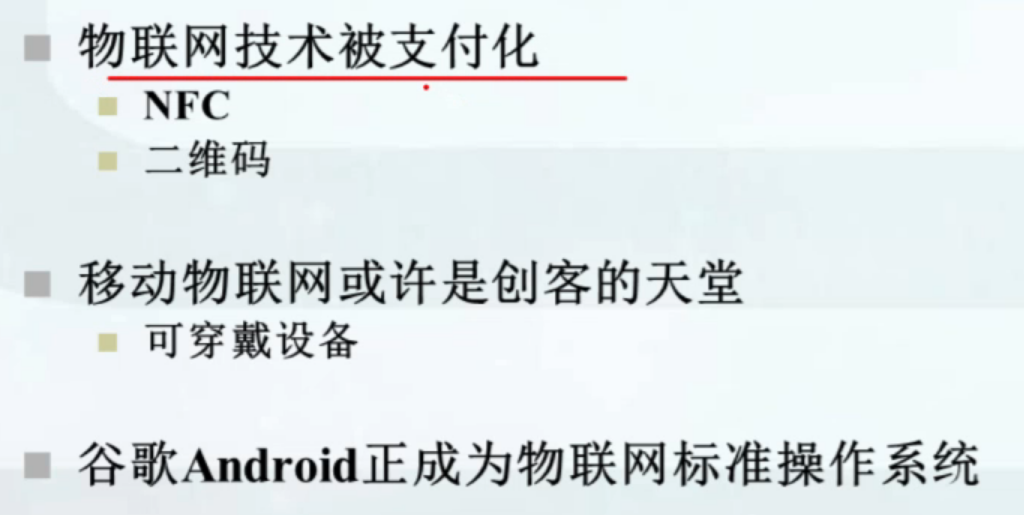 物联网技术被支付化
NFC
二维码
移动物联网或许是创客的天堂
可穿戴设备
谷歌Android正成为物联网标准操作系统